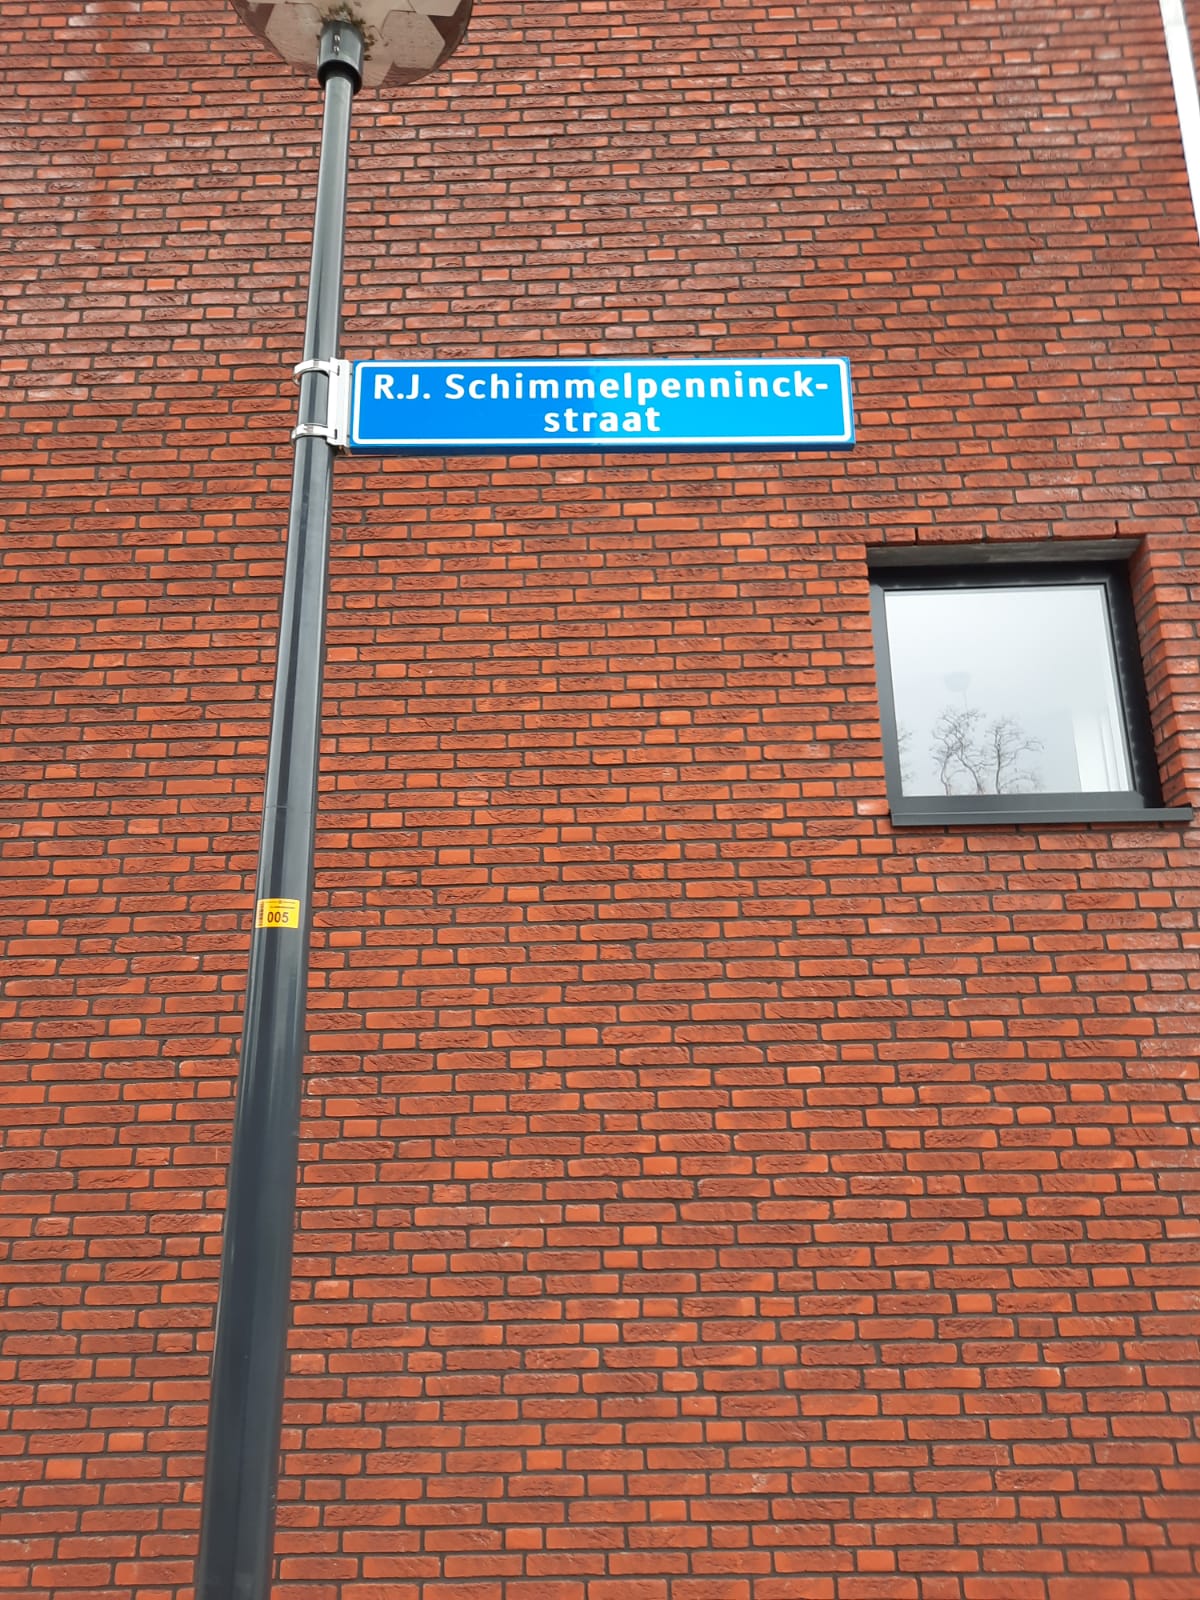 R.J. Schimmelpenninck-
straat
005